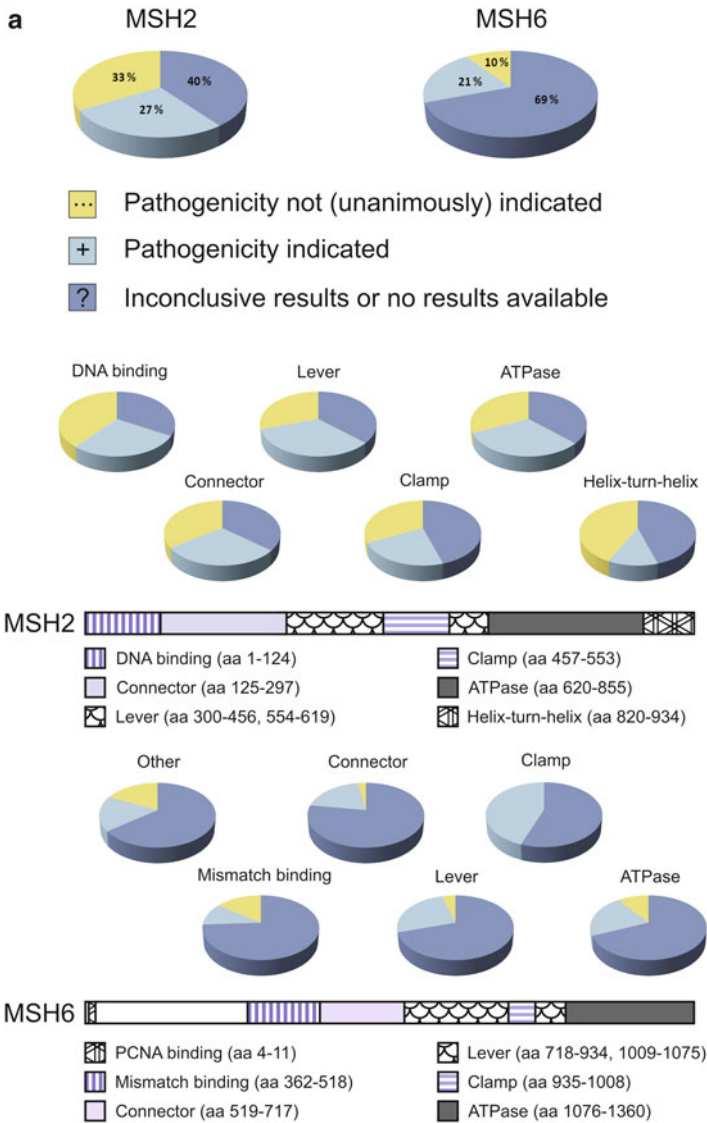 a
MSH2 MSH6
33 % 40 % 27 %
10 % 21 % 69 %
... Pathogenicity not (unanimously) indicated
+ Pathogenicity indicated
? Inconclusive results or no results available
DNA binding Lever ATPase
Connector Clamp Helix-turn-helix
MSH2
DNA binding (aa 1-124) Clamp (aa 457-553)
Connector (aa 125-297) ATPase (aa 620-855)
Lever (aa 300-456, 554-619) Helix-turn-helix (aa 820-934)
Other Connector Clamp
Mismatch binding Lever ATPase
MSH6
PCNA binding (aa 4-11) Lever (aa 718-934, 1009-1075)
Mismatch binding (aa 362-518) Clamp (aa 935-1008)
Connector (aa 519-717) ATPase (aa 1076-1360)